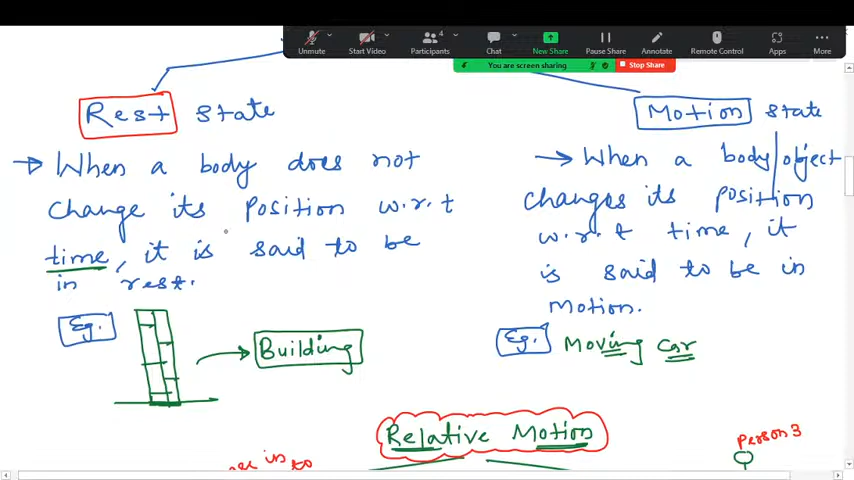 Unmute
Start Video
Participants
4
Chat
New Share
Pause Share
Annotate
Remote Control
Apps
More
You are screen sharing
Stop Share
Rest state
→ When a body does not
change its position w.r.t
time, it is said to be
in rest.
Eg.
Building
Motion state
→ When a body/object
changes its position
w.r.t time, it
is said to be in
Motion.
Eg. Moving car
Relative Motion
in to
Person 3